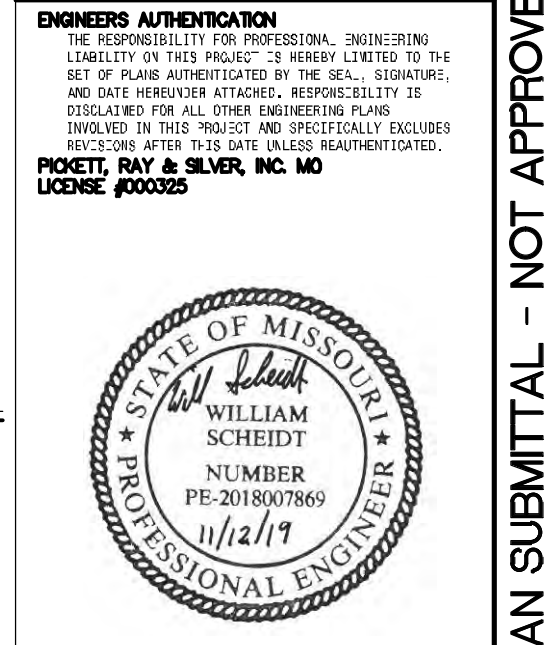 ENGINEERS AUTHENTICATION
THE RESPONSIBILITY FOR PROFESSIONAL ENGINEERING
LIABILITY ON THIS PROJECT IS HEREBY LIMITED TO THE
SET OF PLANS AUTHENTICATED BY THE SEAL, SIGNATURE,
AND DATE HEREUNDER ATTACHED. RESPONSIBILITY IS
DISCLAIMED FOR ALL OTHER ENGINEERING PLANS
INVOLVED IN THIS PROJECT AND SPECIFICALLY EXCLUDES
REVISIONS AFTER THIS DATE UNLESS REAUTHENTICATED.
PICKETT, RAY & SILVER, INC. MO
LICENSE #000325
STATE OF MISSOURI
Will Scheidt
WILLIAM
SCHEIDT
NUMBER
PE-2018007869
11/12/19
PROFESSIONAL ENGINEER
AN SUBMITTAL - NOT APPROVE